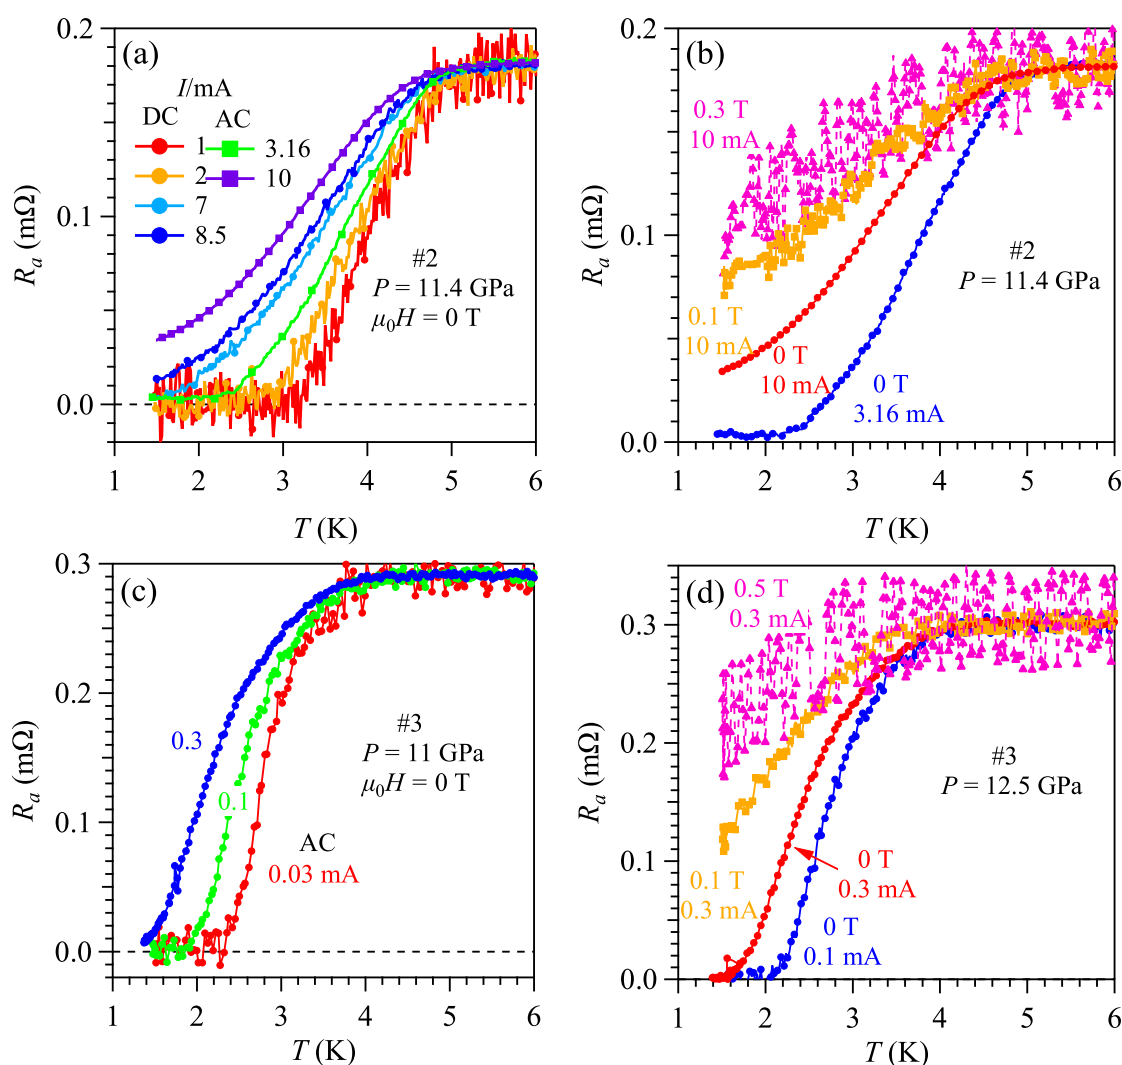 (a)
I/mA
DC AC
1 3.16
2 10
7
8.5
#2
P = 11.4 GPa
μ0H = 0 T
0.2
0.1
0.0
Ra (mΩ)
1 2 3 4 5 6
T (K)
(b)
0.3 T
10 mA
#2
P = 11.4 GPa
0.1 T
10 mA
0 T
10 mA
0 T
3.16 mA
0.2
0.1
0.0
Ra (mΩ)
1 2 3 4 5 6
T (K)
(c)
0.3
#3
P = 11 GPa
μ0H = 0 T
0.1
AC
0.03 mA
0.3
0.2
0.1
0.0
Ra (mΩ)
1 2 3 4 5 6
T (K)
(d)
0.5 T
0.3 mA
#3
P = 12.5 GPa
0.1 T
0.3 mA
0 T
0.3 mA
0 T
0.1 mA
0.3
0.2
0.1
0.0
Ra (mΩ)
1 2 3 4 5 6
T (K)